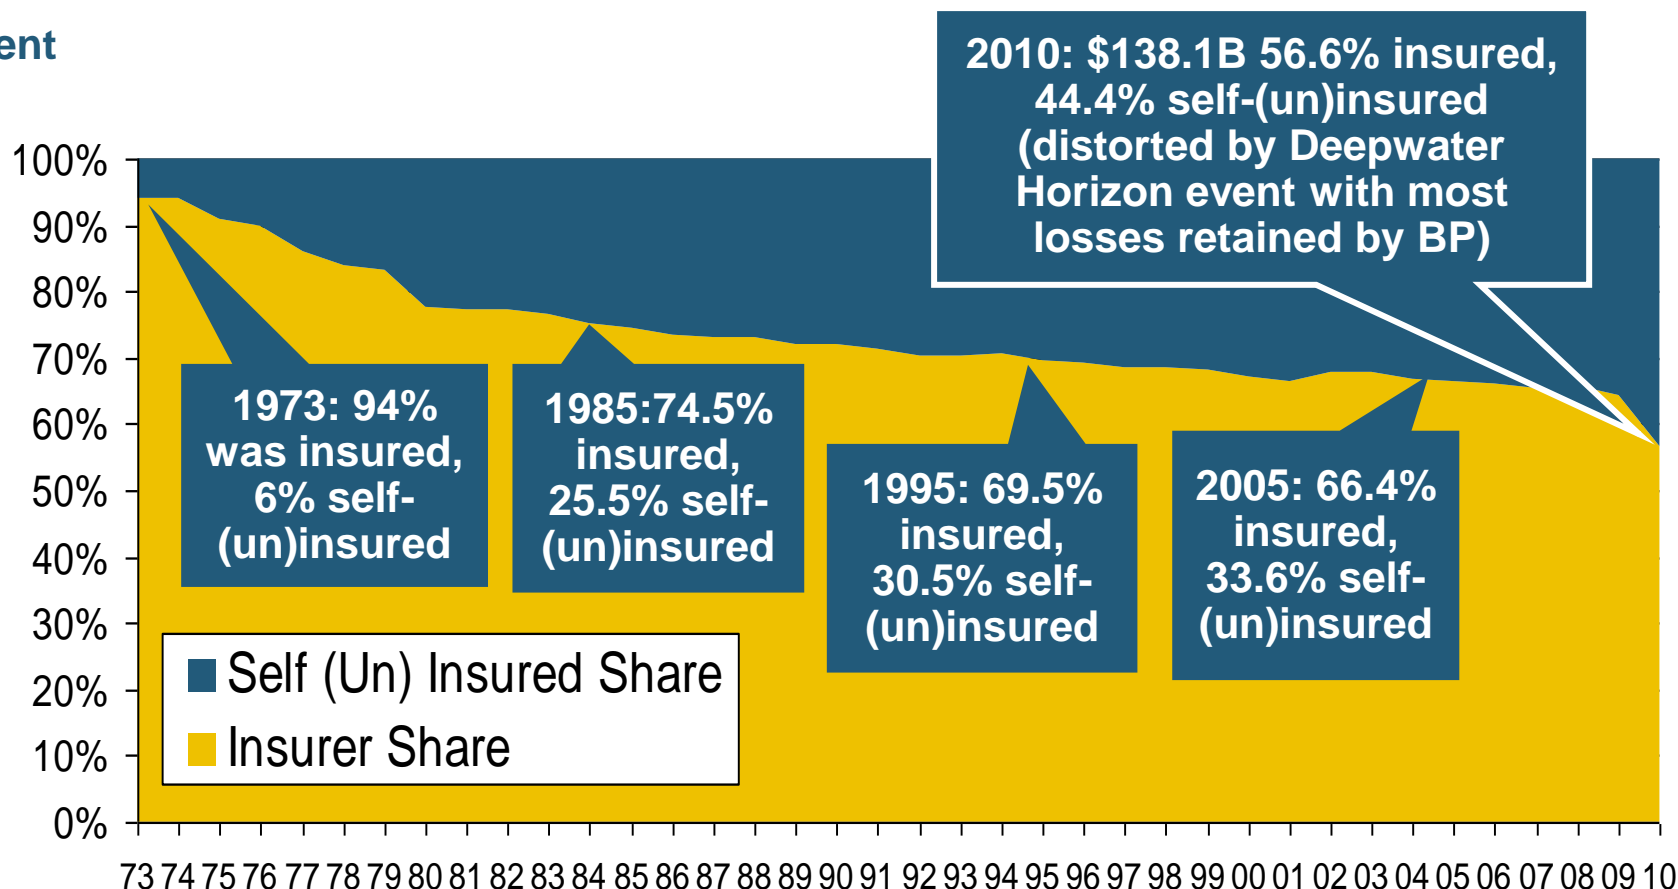 ent
2010: $138.1B 56.6% insured,
44.4% self-(un)insured
(distorted by Deepwater
Horizon event with most
losses retained by BP)
100%
90%
80%
70%
60%
50%
40%
30%
20%
10%
0%
1973: 94%
was insured,
6% self-
(un)insured
1985:74.5%
insured,
25.5% self-
(un)insured
1995: 69.5%
insured,
30.5% self-
(un)insured
2005: 66.4%
insured,
33.6% self-
(un)insured
Self (Un) Insured Share
Insurer Share
73 74 75 76 77 78 79 80 81 82 83 84 85 86 87 88 89 90 91 92 93 94 95 96 97 98 99 00 01 02 03 04 05 06 07 08 09 10